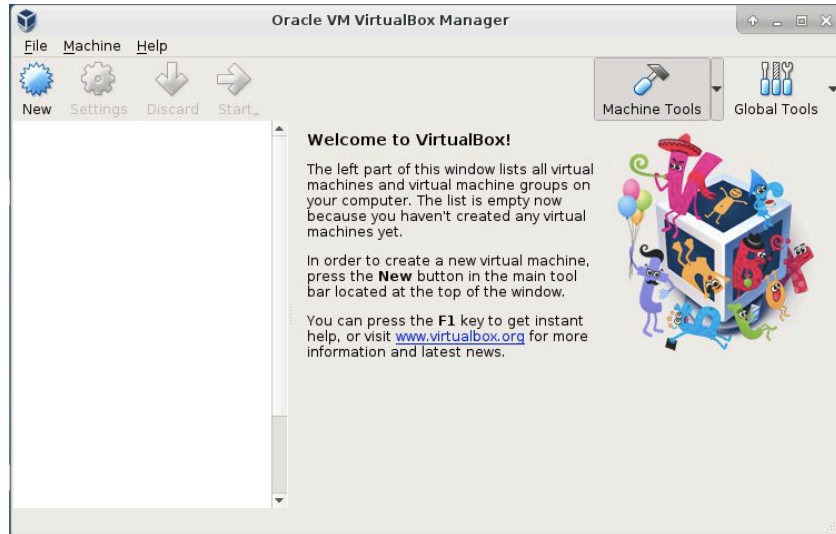 Oracle VM VirtualBox Manager
File Machine Help
New Settings Discard Start
Machine Tools Global Tools
Welcome to VirtualBox!
The left part of this window lists all virtual
machines and virtual machine groups on
your computer. The list is empty now
because you haven't created any virtual
machines yet.
In order to create a new virtual machine,
press the New button in the main tool
bar located at the top of the window.
You can press the F1 key to get instant
help, or visit www.virtualbox.org for more
information and latest news.